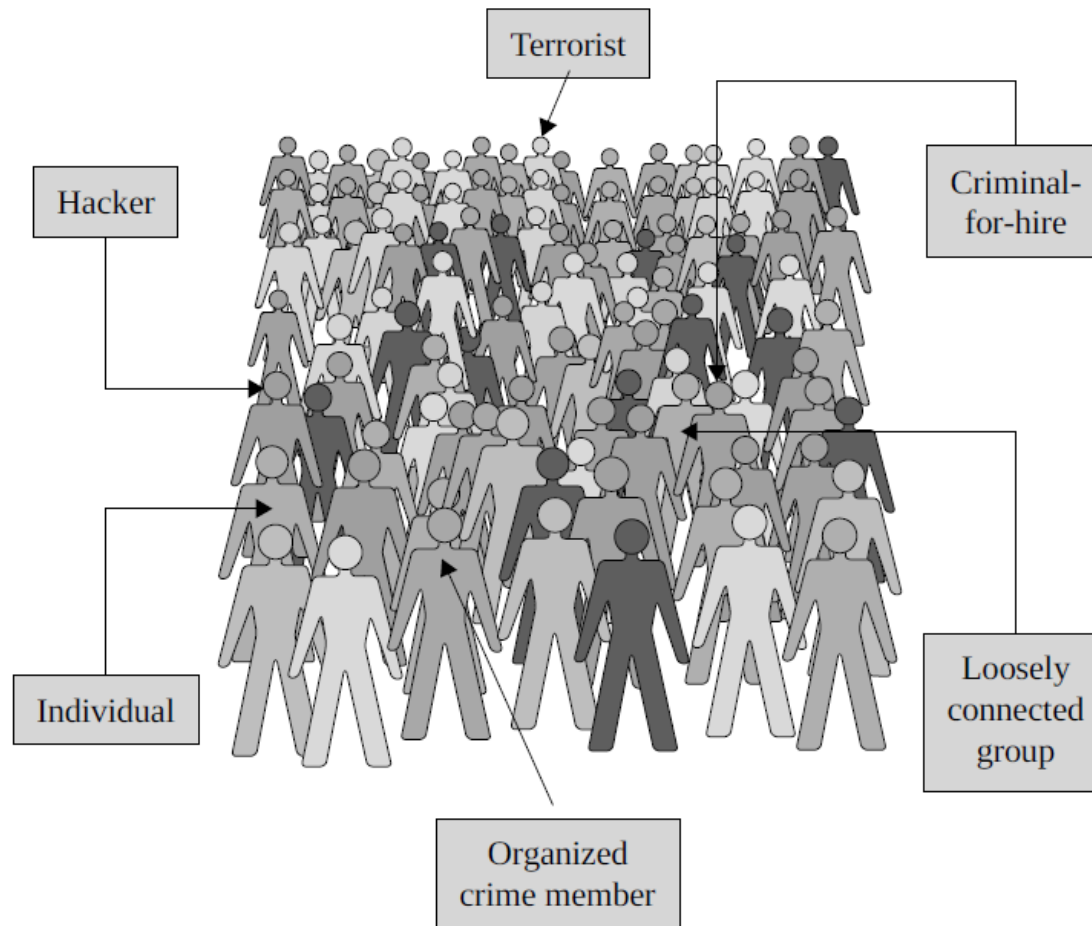 Terrorist
Hacker
Criminal-
for-hire
Individual
Loosely
connected
group
Organized
crime member